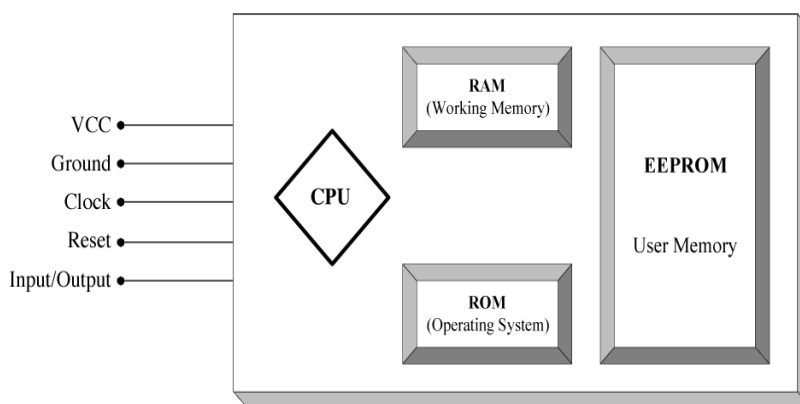 VCC
Ground
Clock
Reset
Input/Output
CPU
RAM
(Working Memory)
ROM
(Operating System)
EEPROM
User Memory